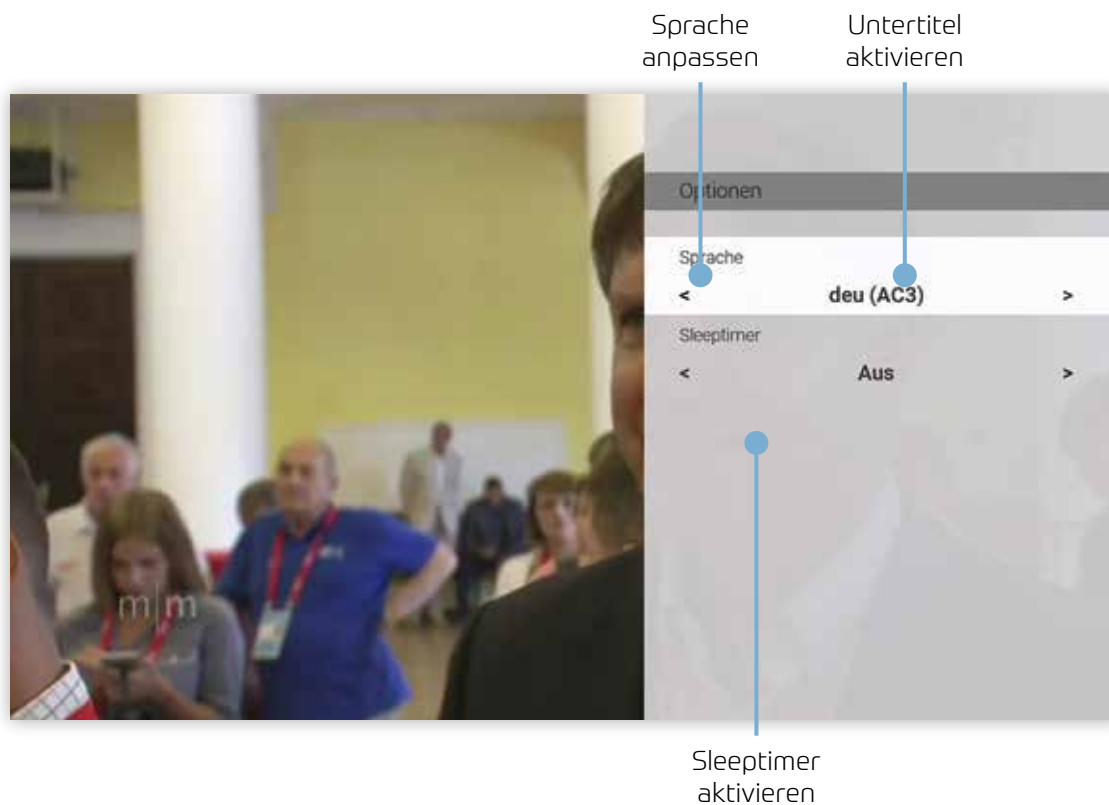 Sprache
anpassen
Untertitel
aktivieren
Optionen
Sprache
< deu (AC3) >
Sleeptimer
< Aus >
m|m
Sleeptimer
aktivieren